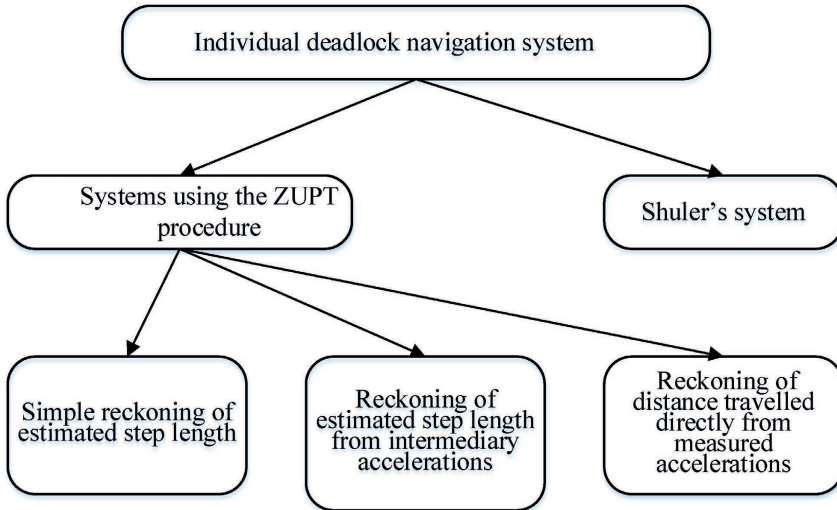 Individual deadlock navigation system
Systems using the ZUPT
procedure
Shuler's system
Simple reckoning of
estimated step length
Reckoning of
estimated step length
from intermediary
accelerations
Reckoning of
distance travelled
directly from
measured
accelerations